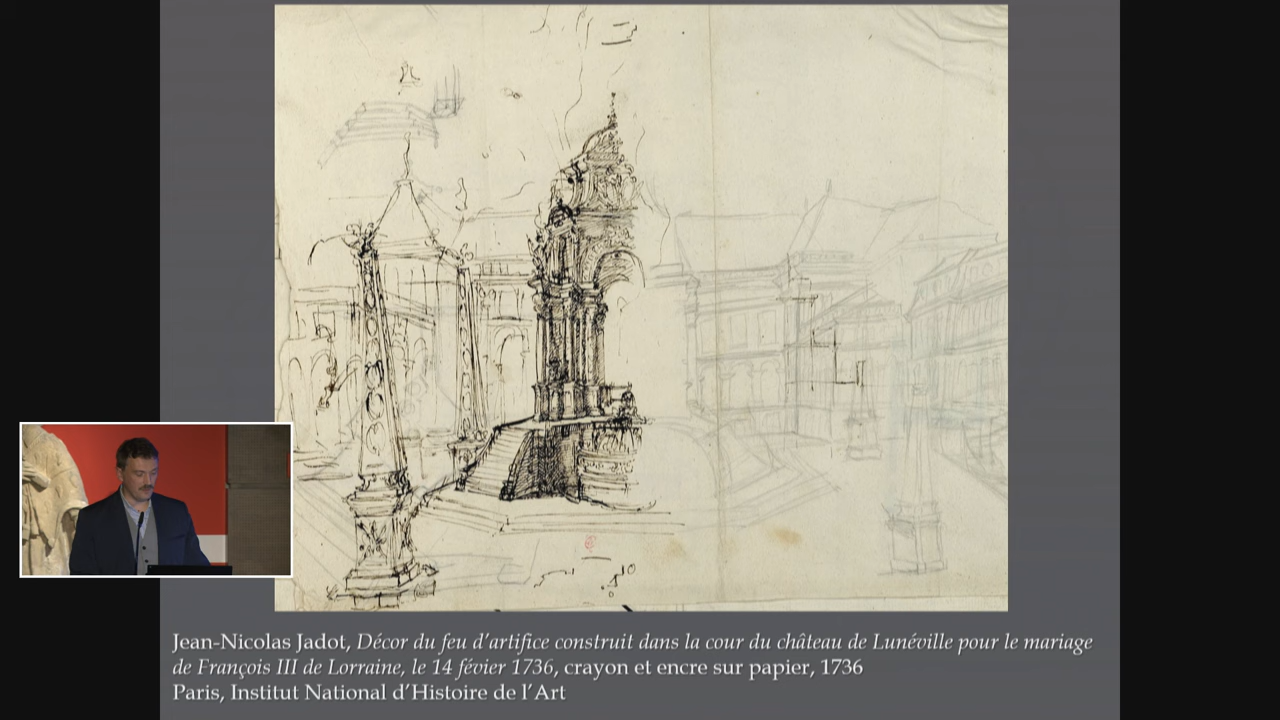 Jean-Nicolas Jadot, Décor du feu d'artifice construit dans la cour du château de Lunéville pour le mariage
de François III de Lorraine, le 14 févier 1736, crayon et encre sur papier, 1736
Paris, Institut National d'Histoire de l'Art